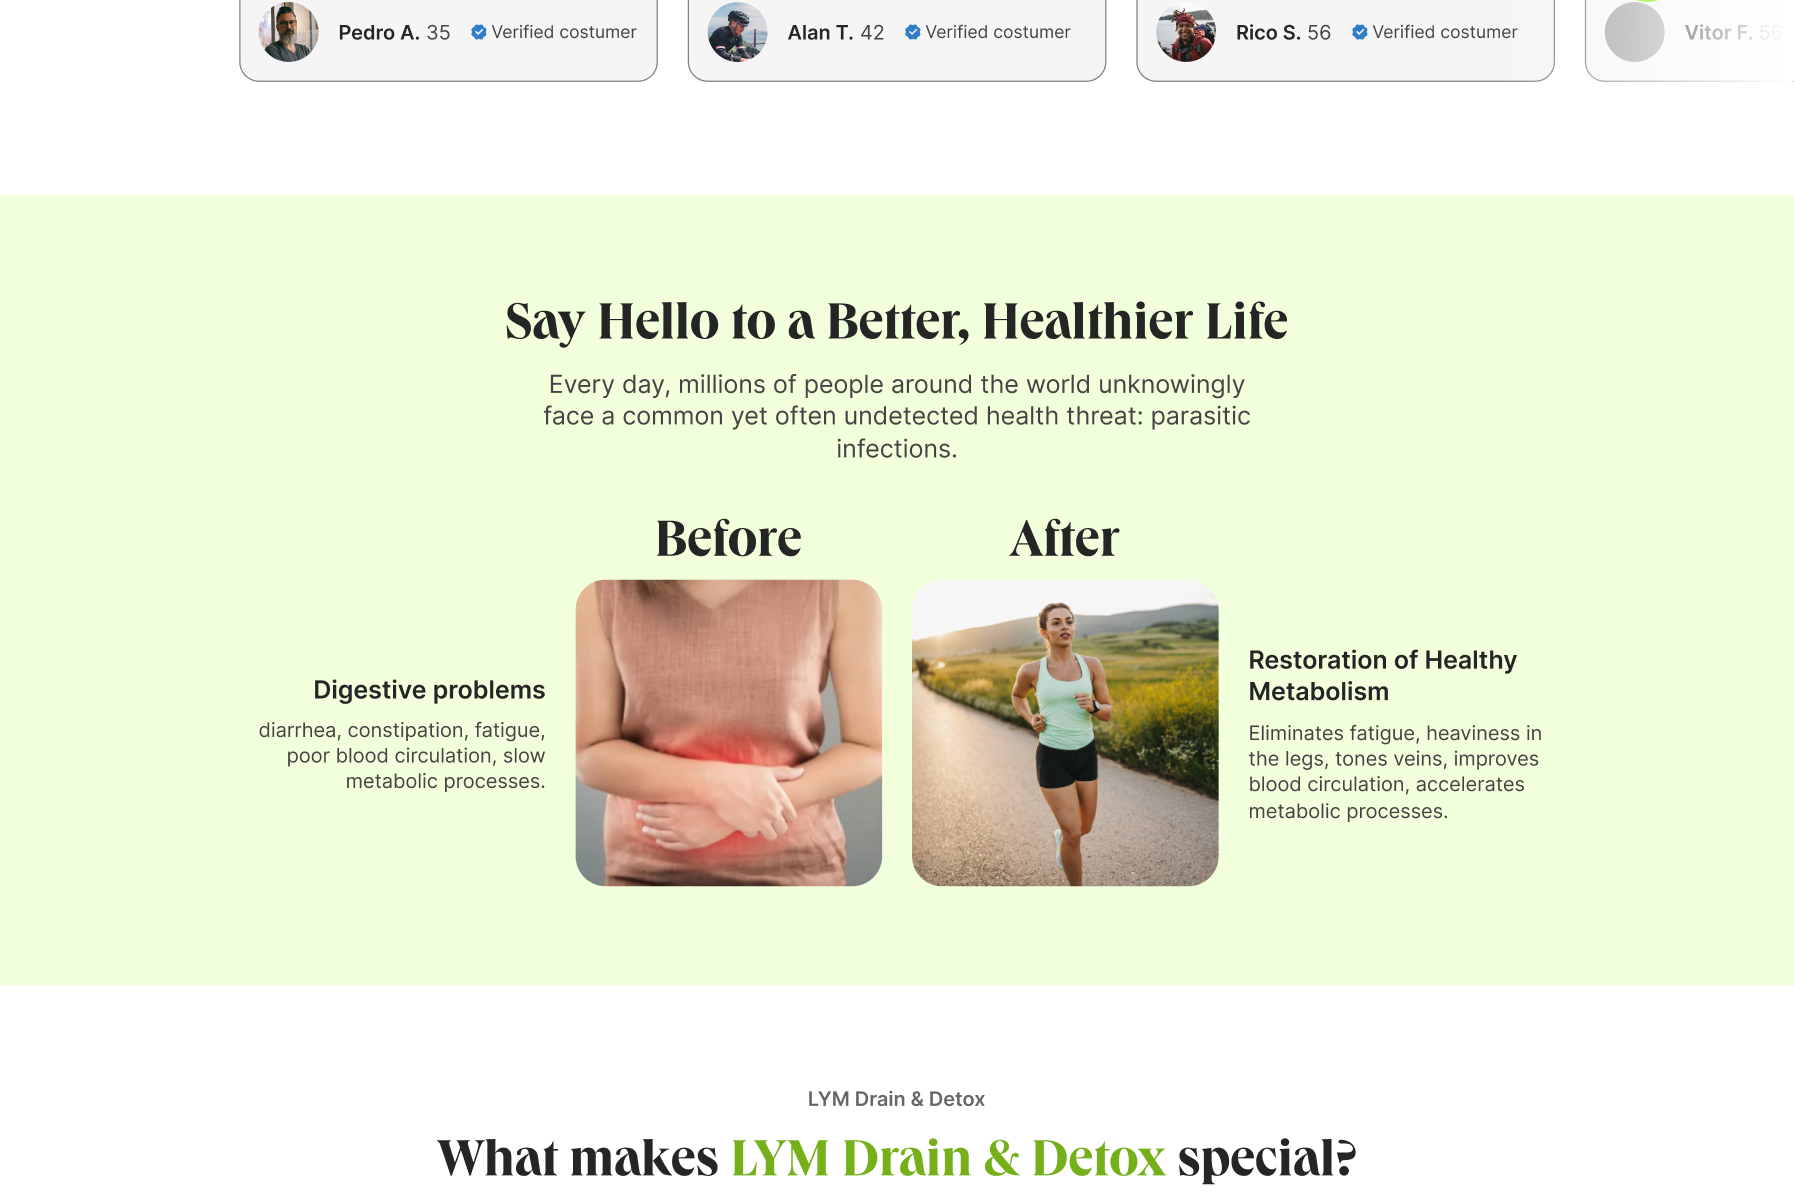 Pedro A. 35 Verified costumer
Alan T. 42 Verified costumer
Rico S. 56 Verified costumer
Vitor F. 56
Say Hello to a Better, Healthier Life
Every day, millions of people around the world unknowingly
face a common yet often undetected health threat: parasitic
infections.
Before
After
Digestive problems
diarrhea, constipation, fatigue,
poor blood circulation, slow
metabolic processes.
Restoration of Healthy
Metabolism
Eliminates fatigue, heaviness in
the legs, tones veins, improves
blood circulation, accelerates
metabolic processes.
LYM Drain & Detox
What makes LYM Drain & Detox special?